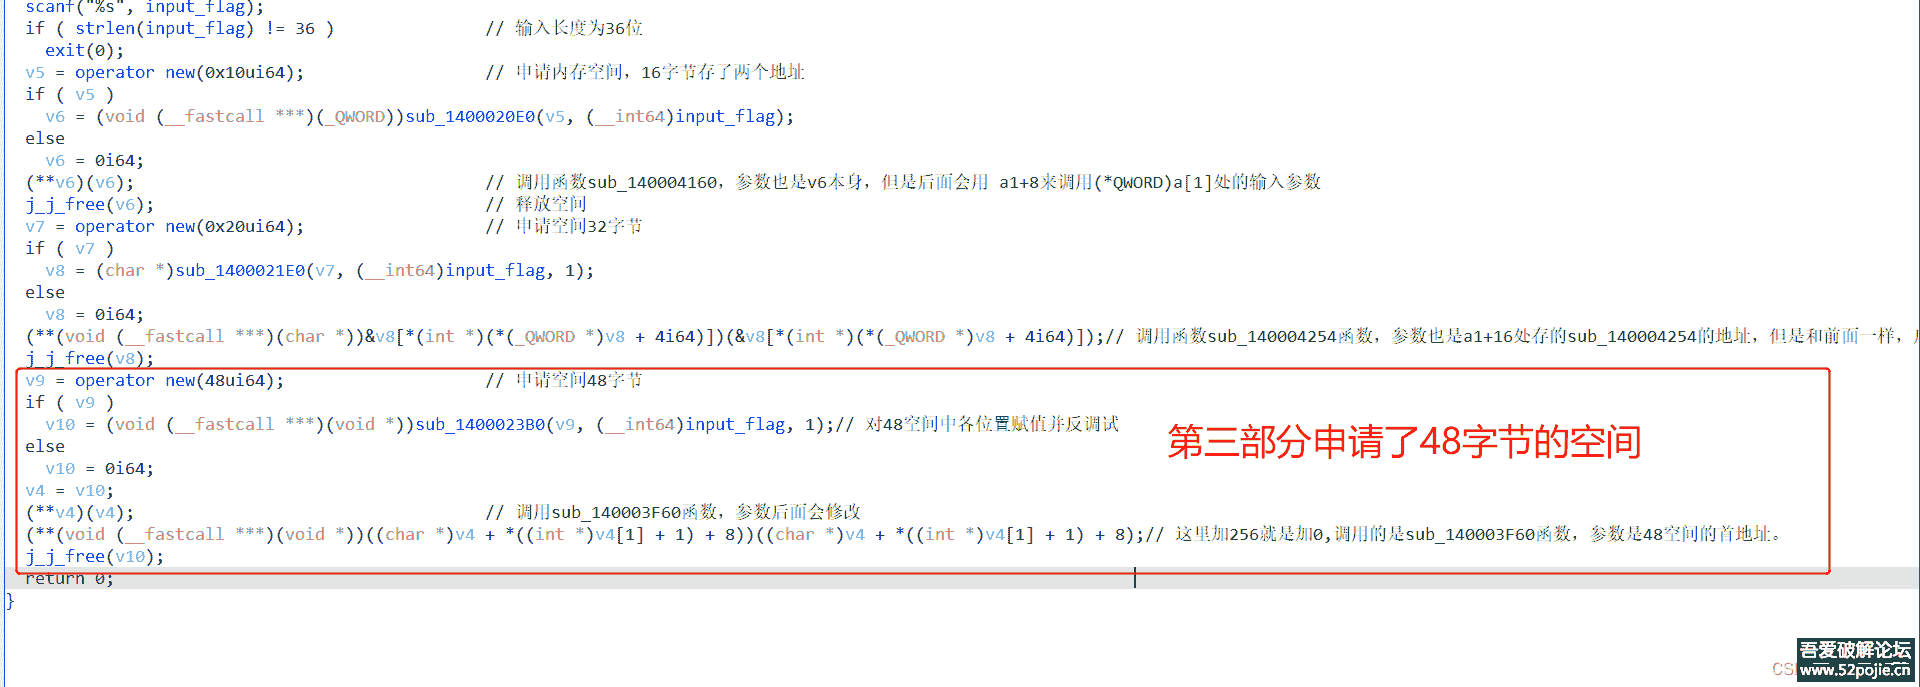 scanf("%s", input_flag);
if ( strlen(input_flag) != 36 ) // 输入长度为36位
exit(0);
v5 = operator new(0x10ui64); // 申请内存空间，16字节存了两个地址
if ( v5 )
v6 = (void (__fastcall ***)(_QWORD))sub_1400020E0(v5, (__int64)input_flag);
else
v6 = 0i64;
(**v6)(v6); // 调用函数sub_140004160，参数也是v6本身，但是后面会用 a1+8来调用(*QWORD)a[1]处的输入参数
j_j_free(v6); // 释放空间
v7 = operator new(0x20ui64); // 申请空间32字节
if ( v7 )
v8 = (char *)sub_1400021E0(v7, (__int64)input_flag, 1);
else
v8 = 0i64;
(**(void (__fastcall ***)(char *))&v8[*(int *)(*(_QWORD *)v8 + 4i64)])(&v8[*(int *)(*(_QWORD *)v8 + 4i64)]);// 调用函数sub_140004254函数，参数也是a1+16处存的sub_140004254的地址，但是和前面一样，
j_j_free(v8);
v9 = operator new(48ui64); // 申请空间48字节
if ( v9 )
v10 = (void (__fastcall ***)(void *))sub_1400023B0(v9, (__int64)input_flag, 1);// 对48空间中各位置赋值并反调试
else
v10 = 0i64;
v4 = v10;
(**v4)(v4); // 调用sub_140003F60函数，参数后面会修改
(**(void (__fastcall ***)(void *))((char *)v4 + *((int *)v4[1] + 1) + 8))((char *)v4 + *((int *)v4[1] + 1) + 8);// 这里加256就是加0,调用的是sub_140003F60函数，参数是48空间的首地址。
j_j_free(v10);
return 0;
}
第三部分申请了48字节的空间
吾爱破解论坛
www.52pojie.cn